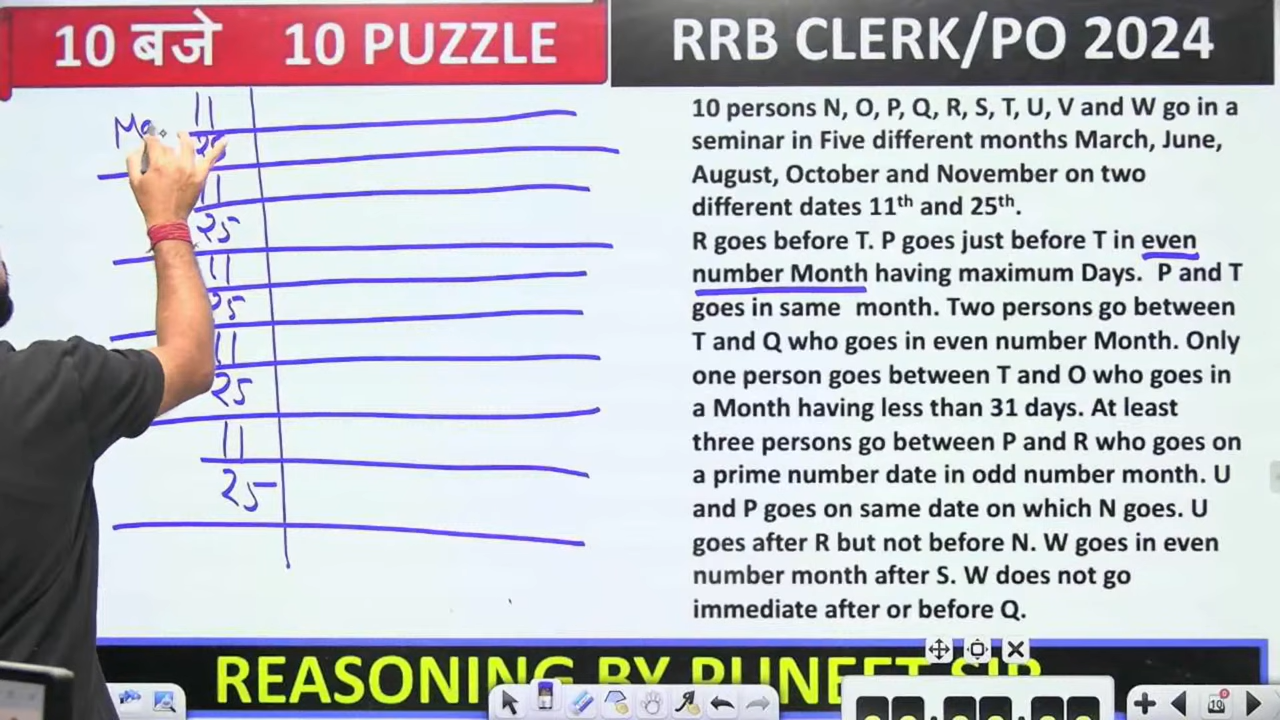 10 बजे 10 PUZZLE
RRB CLERK/PO 2024
11
25
11
25
11
25
11
25
11
25
10 persons N, O, P, Q, R, S, T, U, V and W go in a
seminar in Five different months March, June,
August, October and November on two
different dates 11th and 25th.
R goes before T. P goes just before T in even
number Month having maximum Days. P and T
goes in same month. Two persons go between
T and Q who goes in even number Month. Only
one person goes between T and O who goes in
a Month having less than 31 days. At least
three persons go between P and R who goes on
a prime number date in odd number month. U
and P goes on same date on which N goes. U
goes after R but not before N. W goes in even
number month after S. W does not go
immediate after or before Q.
REASONING BY PUNEET SIR